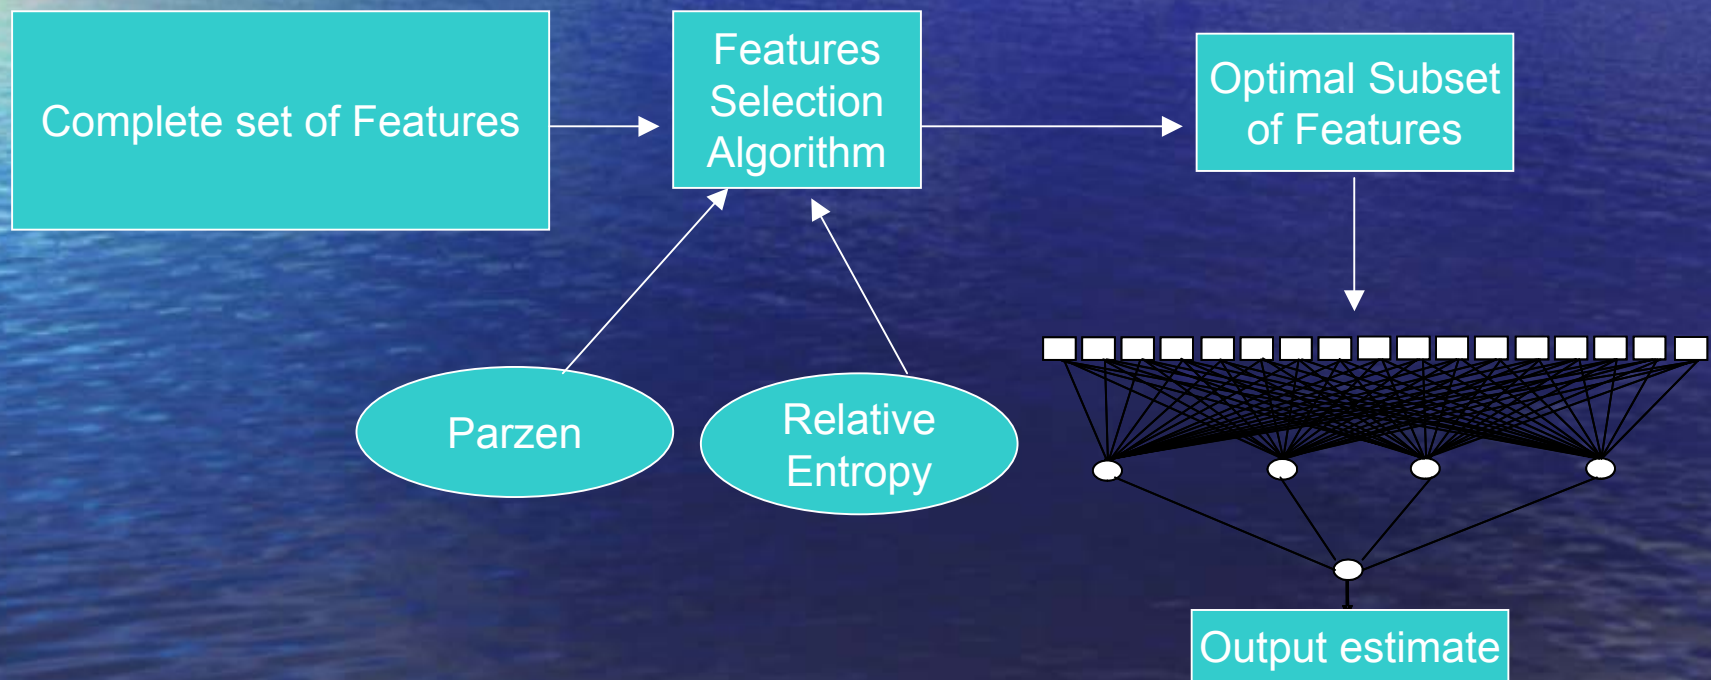 Complete set of Features
Features
Selection
Algorithm
Optimal Subset
of Features
Parzen
Relative
Entropy
Output estimate